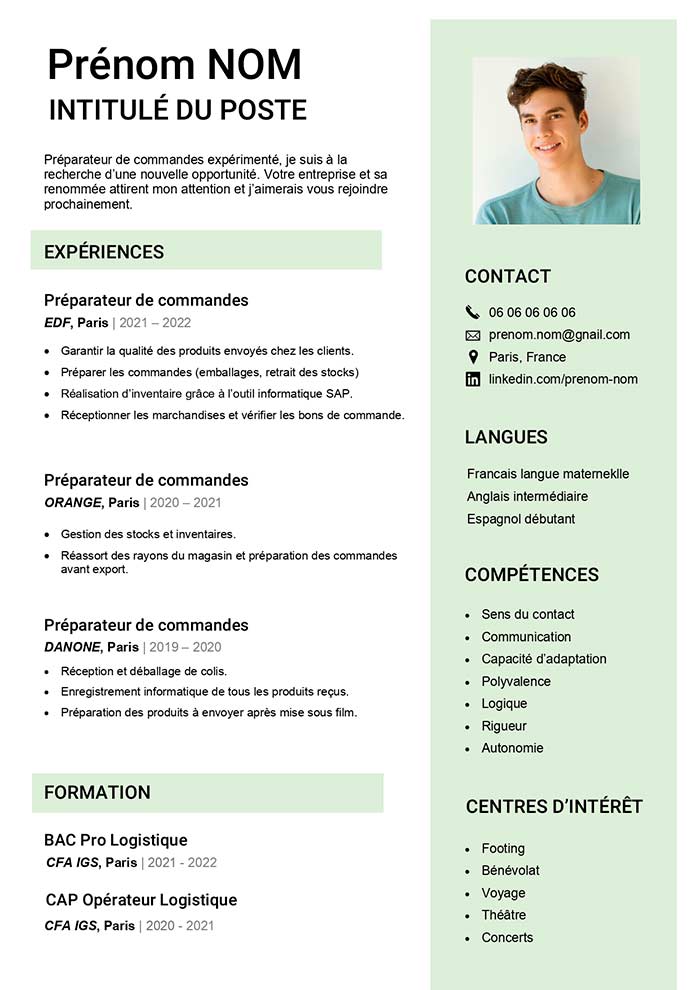 Prénom NOM
INTITULÉ DU POSTE
Préparateur de commandes expérimenté, je suis à la
recherche d’une nouvelle opportunité. Votre entreprise et sa
renommée attirent mon attention et j’aimerais vous rejoindre
prochainement.
EXPÉRIENCES
Préparateur de commandes
EDF, Paris | 2021 – 2022
• Garantir la qualité des produits envoyés chez les clients.
• Préparer les commandes (emballages, retrait des stocks)
• Réalisation d’inventaire grâce à l’outil informatique SAP.
• Réceptionner les marchandises et vérifier les bons de commande.
Préparateur de commandes
ORANGE, Paris | 2020 – 2021
• Gestion des stocks et inventaires.
• Réassort des rayons du magasin et préparation des commandes
avant export.
Préparateur de commandes
DANONE, Paris | 2019 – 2020
• Réception et déballage de colis.
• Enregistrement informatique de tous les produits reçus.
• Préparation des produits à envoyer après mise sous film.
FORMATION
BAC Pro Logistique
CFA IGS, Paris | 2021 - 2022
CAP Opérateur Logistique
CFA IGS, Paris | 2020 - 2021
CONTACT
06 06 06 06 06
prenom.nom@gnail.com
Paris, France
in linkedin.com/prenom-nom
LANGUES
Francais langue materneklle
Anglais intermédiaire
Espagnol débutant
COMPÉTENCES
• Sens du contact
• Communication
• Capacité d’adaptation
• Polyvalence
• Logique
• Rigueur
• Autonomie
CENTRES D’INTÉRÊT
• Footing
• Bénévolat
• Voyage
• Théâtre
• Concerts